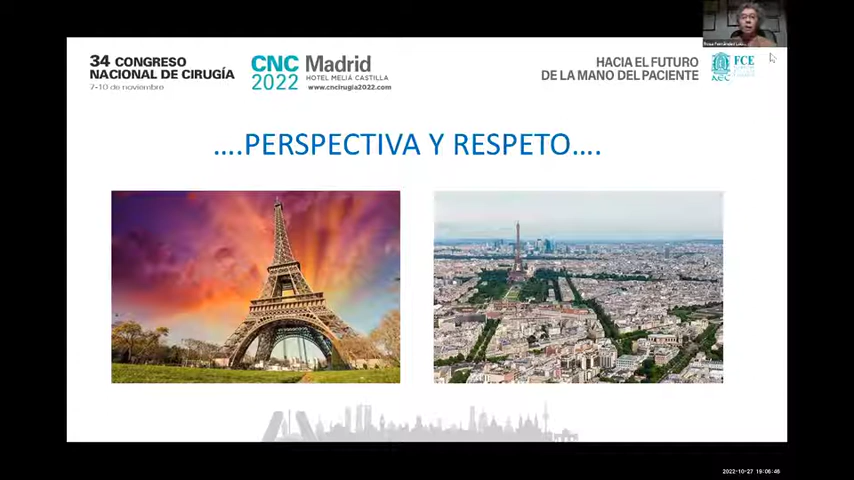 34 CONGRESO
NACIONAL DE CIRUGÍA
7-10 de noviembre
CNC
2022
Madrid
HOTEL MELIÁ CASTILLA
www.cncirugia2022.com
HACIA EL FUTURO
DE LA MANO DEL PACIENTE
AEC
FCE
....PERSPECTIVA Y RESPETO....
2022-10-27 19:06:46